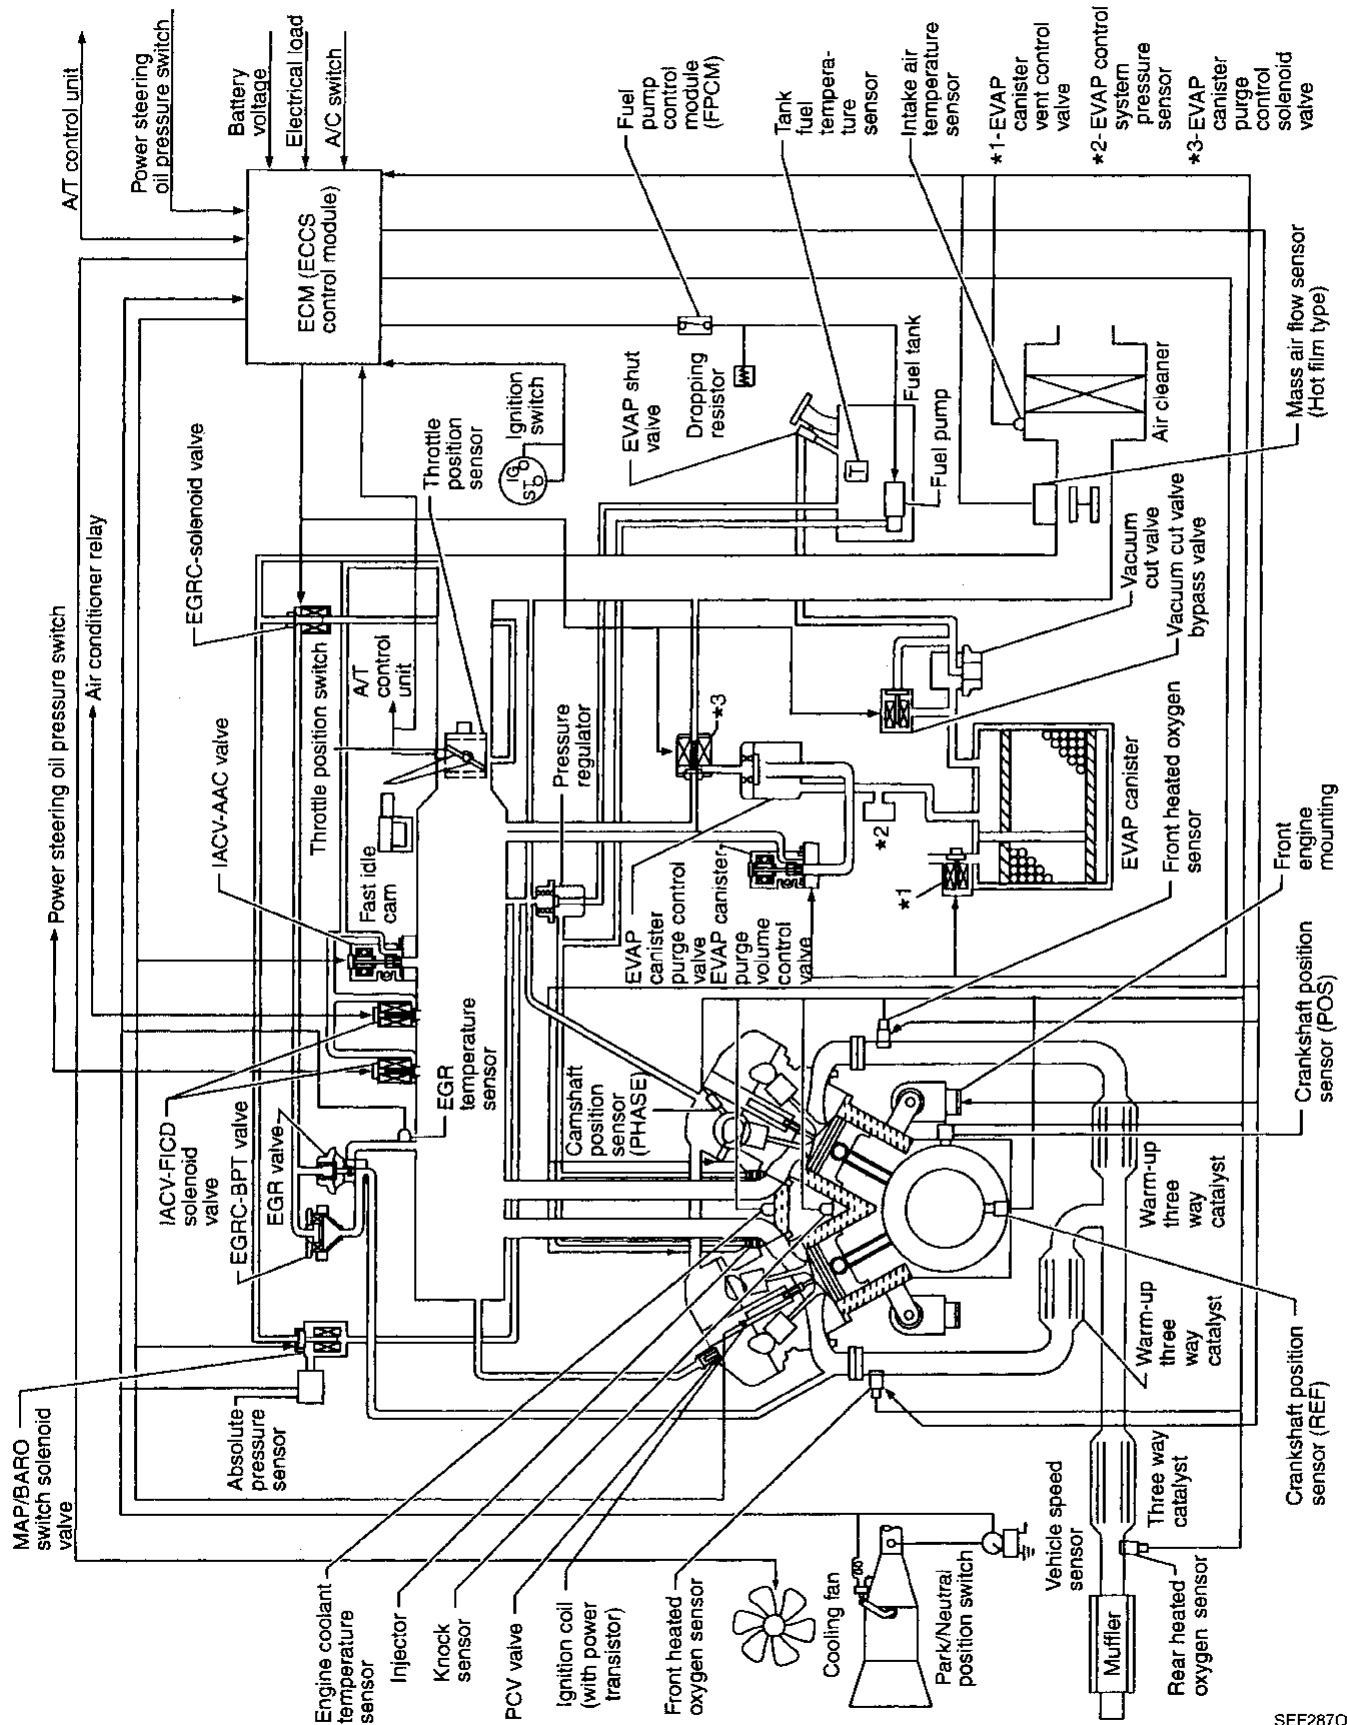 A/T control unit
Power steering
oil pressure switch
Battery
voltage
Electrical load
A/C switch
ECM (ECCS
control module)
Fuel
pump
control
module
(FPCM)
Tank
fuel
tempera-
ture
sensor
Intake air
temperature
sensor
*1-EVAP
canister
vent control
valve
*2-EVAP control
system
pressure
sensor
*3-EVAP
canister
purge
control
solenoid
valve
Power steering oil pressure switch
Air conditioner relay
EGRC-solenoid valve
IACV-AAC valve
Throttle position switch
A/T
control
unit
Throttle
position
sensor
Ignition
switch
IG
ST
EVAP shut
valve
Dropping
resistor
Fuel tank
T
Fuel pump
Air cleaner
Mass air flow sensor
(Hot film type)
Fast idle
cam
Pressure
regulator
*3
Vacuum
cut valve
Vacuum cut valve
bypass valve
IACV-FICD
solenoid
valve
EGRC-BPT valve
EGR valve
EGR
temperature
sensor
Camshaft
position
sensor
(PHASE)
EVAP
canister
purge control
valve
EVAP canister
purge
volume
control
valve
*2
*1
EVAP canister
Front heated oxygen
sensor
Front
engine
mounting
Crankshaft position
sensor (POS)
MAP/BARO
switch solenoid
valve
Absolute
pressure
sensor
Warm-up
three
way
catalyst
Warm-up
three
way
catalyst
Crankshaft position
sensor (REF)
Engine coolant
temperature
sensor
Injector
Knock
sensor
PCV valve
Ignition coil
(with power
transistor)
Front heated
oxygen sensor
Cooling fan
Park/Neutral
position switch
Vehicle speed
sensor
Three way
catalyst
Muffler
Rear heated
oxygen sensor
SEF287Q